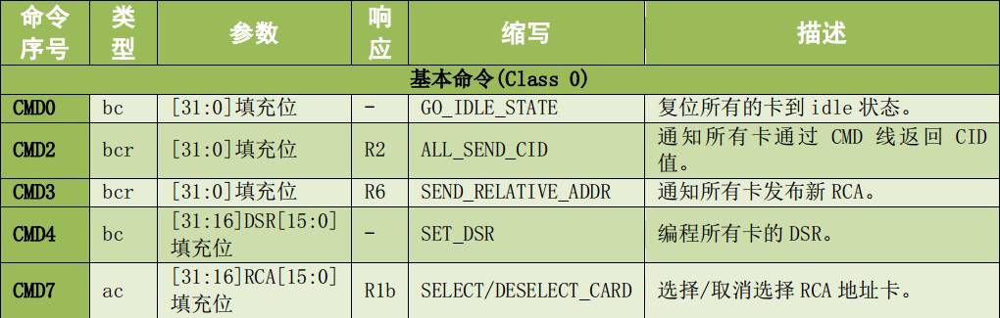 命令序号 类型 参数 响应 缩写 描述
基本命令(Class 0)
CMD0 bc [31:0]填充位 - GO_IDLE_STATE 复位所有的卡到 idle 状态。
CMD2 bcr [31:0]填充位 R2 ALL_SEND_CID 通知所有卡通过 CMD 线返回 CID 值。
CMD3 bcr [31:0]填充位 R6 SEND_RELATIVE_ADDR 通知所有卡发布新 RCA。
CMD4 bc [31:16]DSR[15:0]填充位 - SET_DSR 编程所有卡的 DSR。
CMD7 ac [31:16]RCA[15:0]填充位 R1b SELECT/DESELECT_CARD 选择/取消选择 RCA 地址卡。